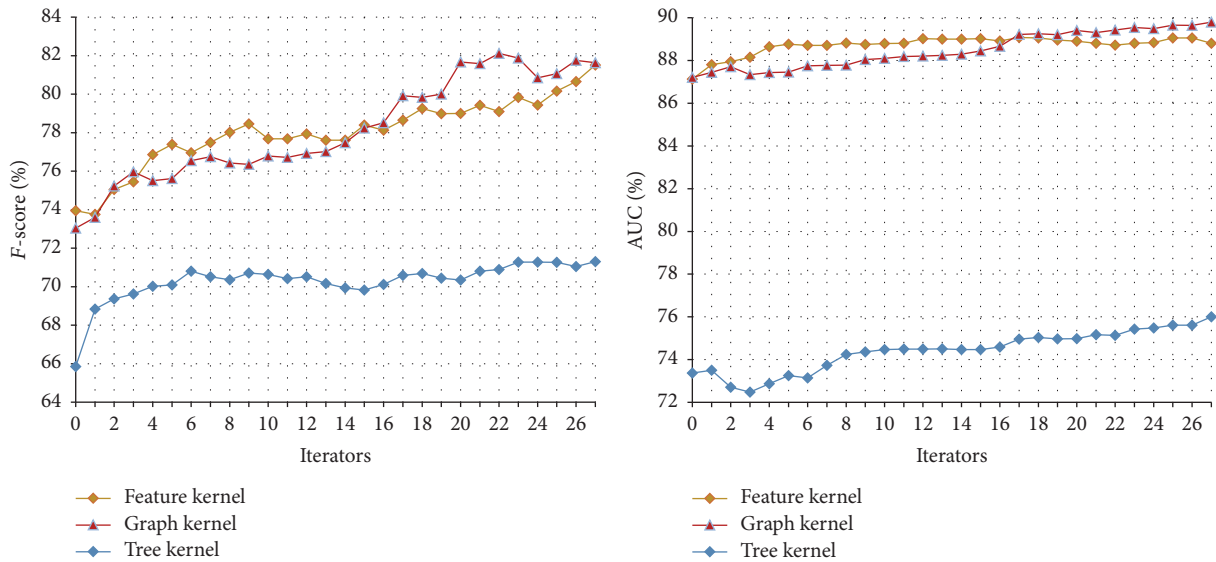 84
82
80
78
76
74
72
70
68
66
64
F-score (%)
0 2 4 6 8 10 12 14 16 18 20 22 24 26
Iterators
Feature kernel
Graph kernel
Tree kernel
90
88
86
84
82
80
78
76
74
72
AUC (%)
0 2 4 6 8 10 12 14 16 18 20 22 24 26
Iterators
Feature kernel
Graph kernel
Tree kernel